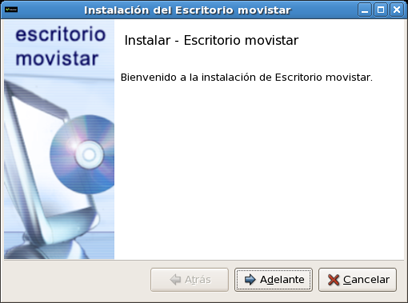 Instalación del Escritorio movistar
escritorio
movistar
Instalar - Escritorio movistar
Bienvenido a la instalación de Escritorio movistar.
Atrás
Adelante
Cancelar